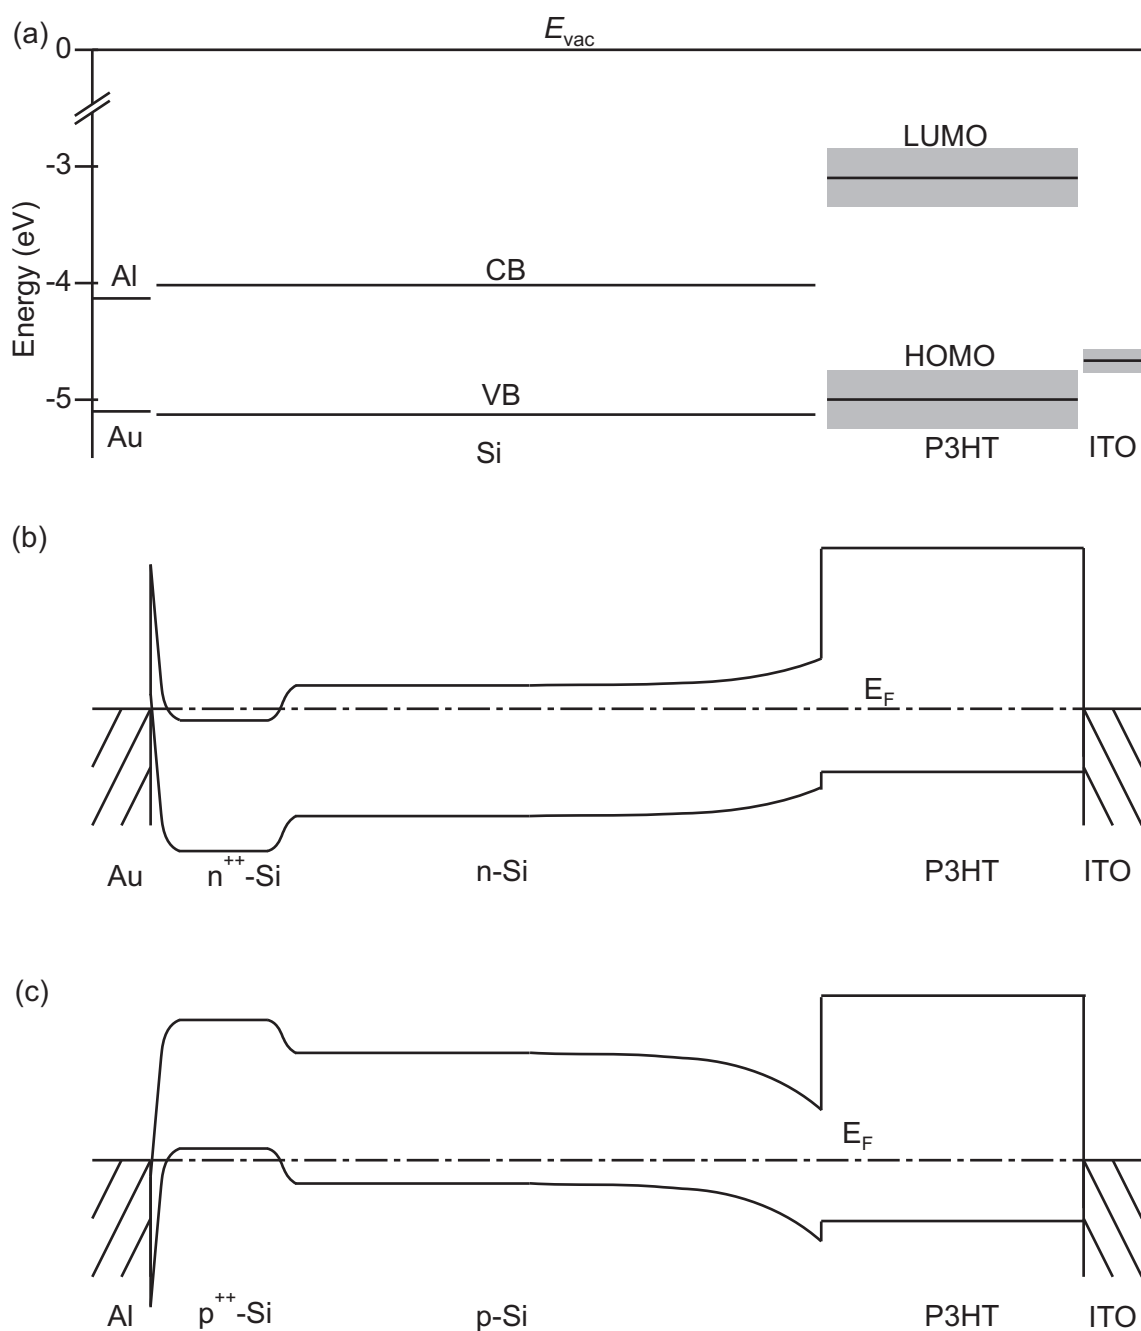 (a)
E_vac
0
-3
-4
-5
Energy (eV)
LUMO
Al
CB
HOMO
VB
Au
Si
P3HT
ITO
(b)
E_F
Au
n^++-Si
n-Si
P3HT
ITO
(c)
E_F
Al
p^++-Si
p-Si
P3HT
ITO